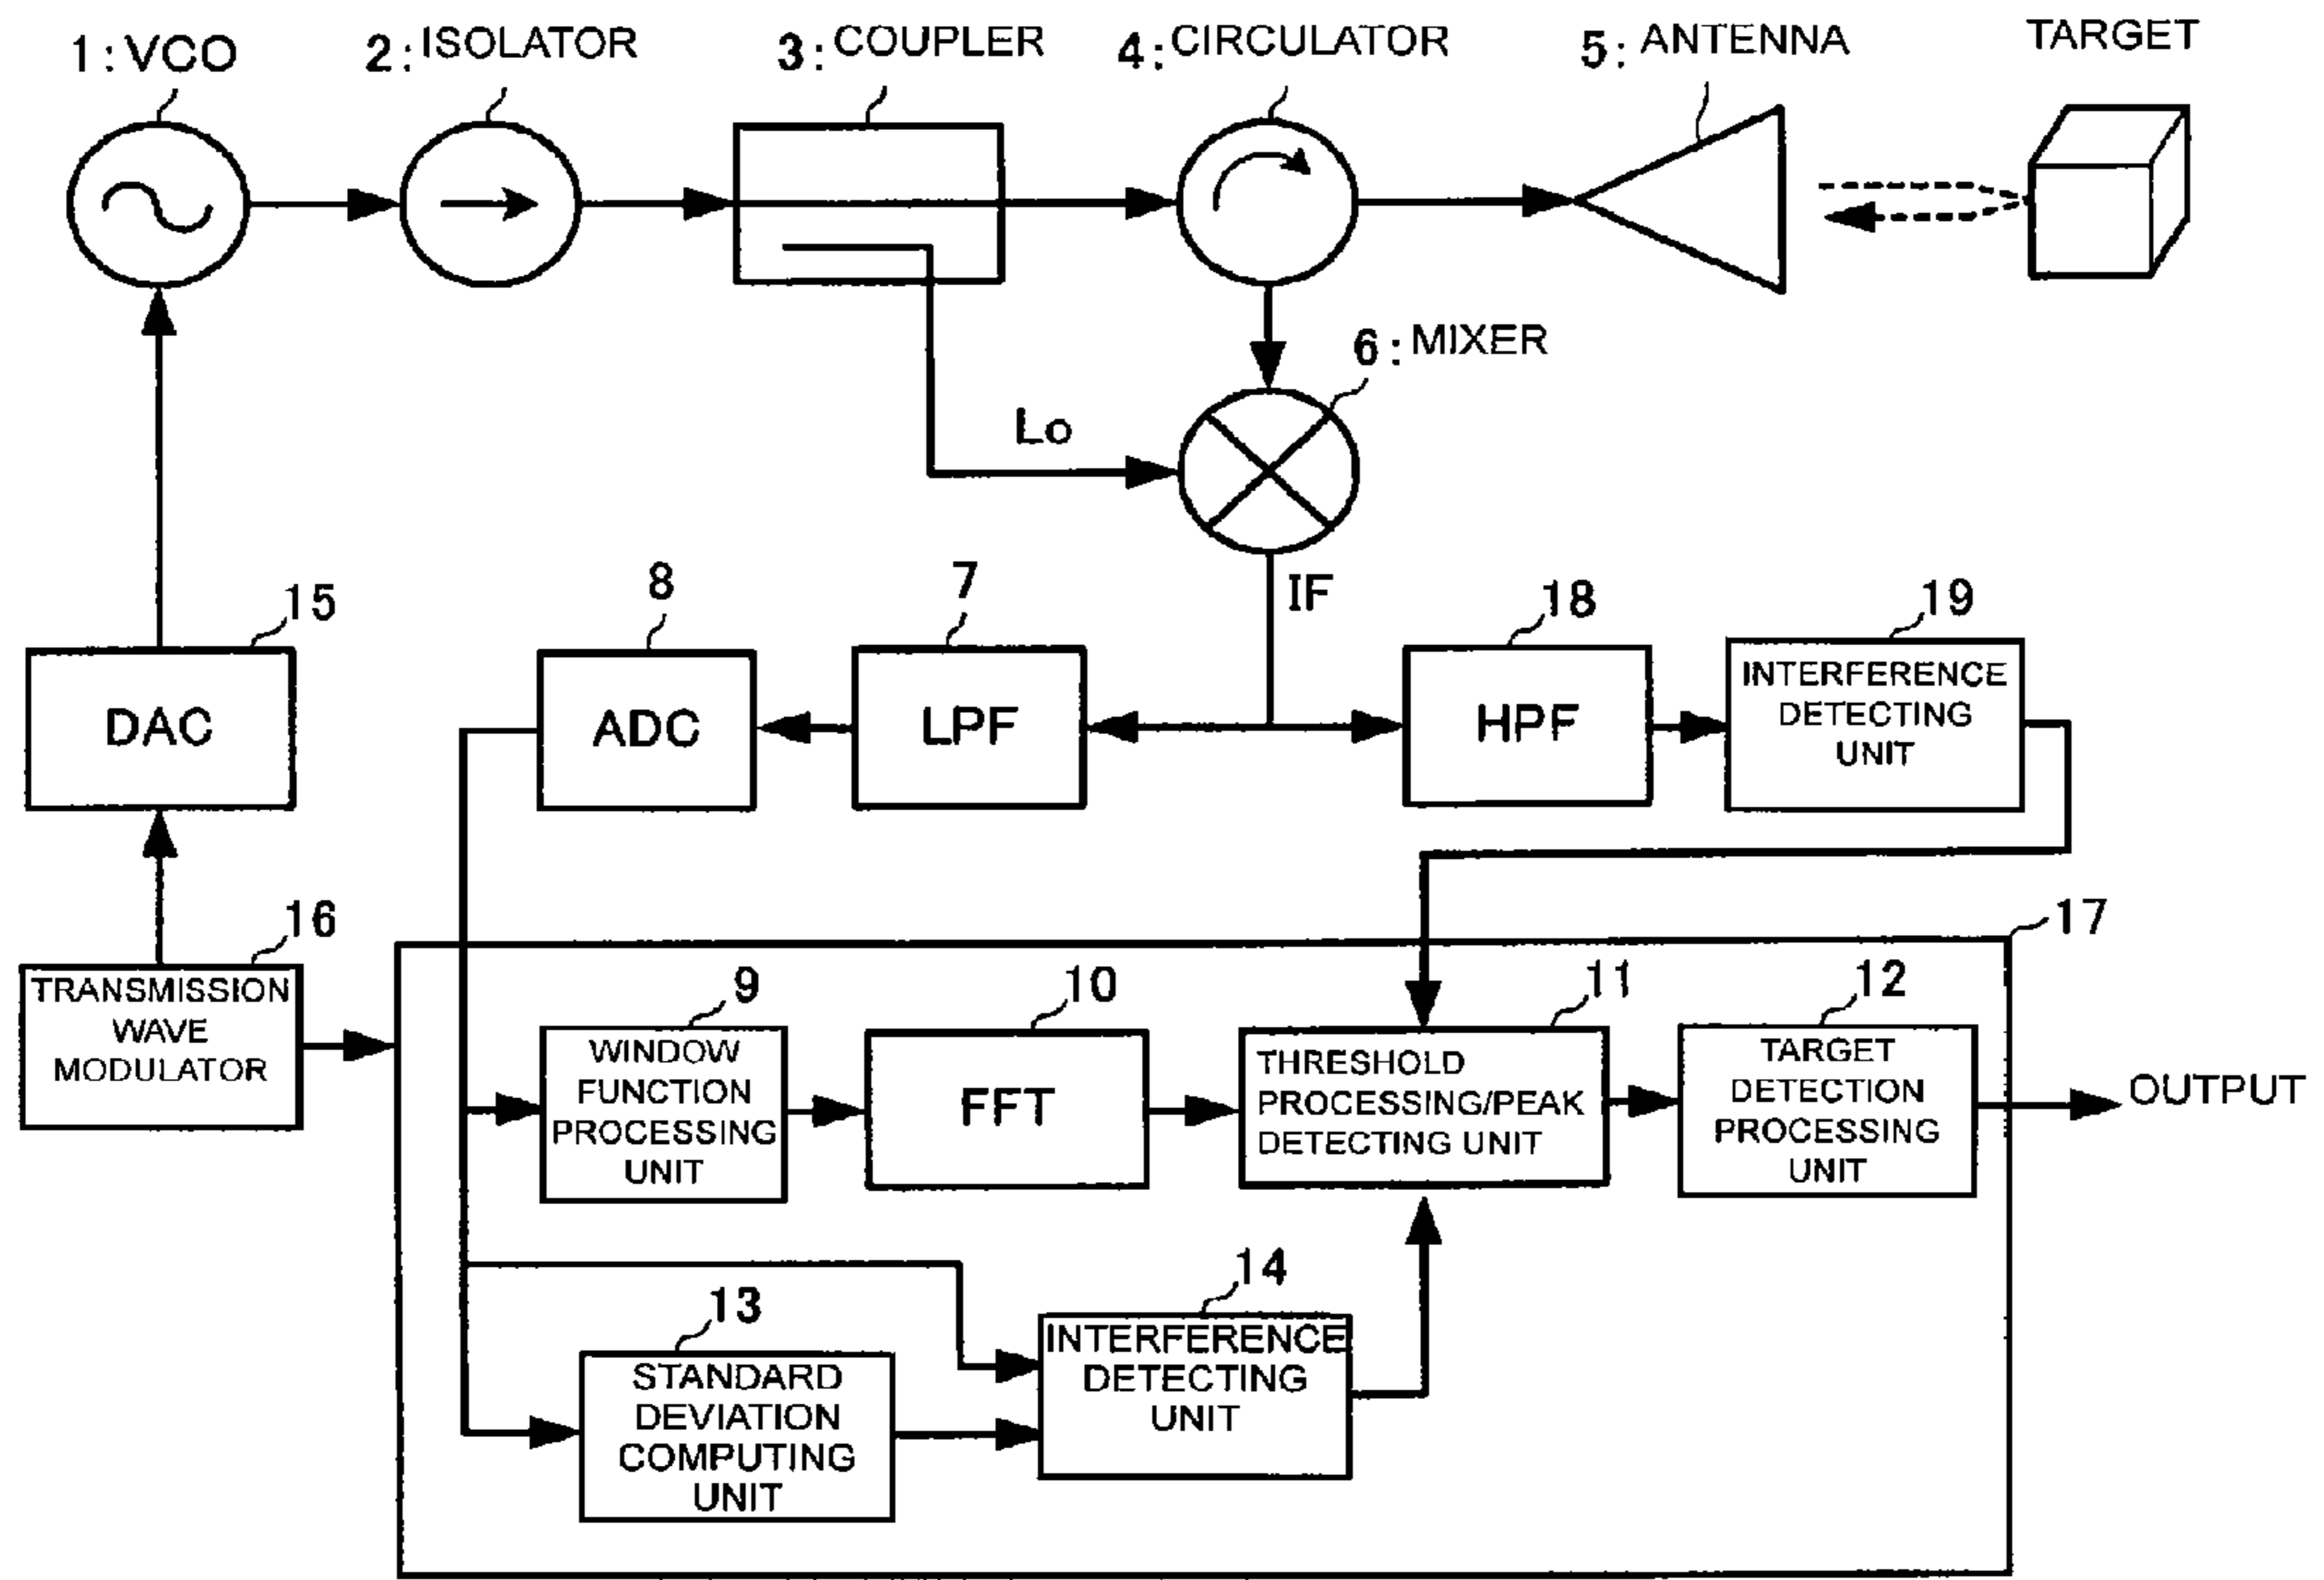 1: VCO
2: ISOLATOR
3: COUPLER
4: CIRCULATOR
5: ANTENNA
TARGET
6: MIXER
Lo
IF
15
8
7
18
19
DAC
ADC
LPF
HPF
INTERFERENCE
DETECTING
UNIT
16
17
TRANSMISSION
WAVE
MODULATOR
9
10
11
12
WINDOW
FUNCTION
PROCESSING
UNIT
FFT
THRESHOLD
PROCESSING/PEAK
DETECTING UNIT
TARGET
DETECTION
PROCESSING
UNIT
OUTPUT
13
14
STANDARD
DEVIATION
COMPUTING
UNIT
INTERFERENCE
DETECTING
UNIT